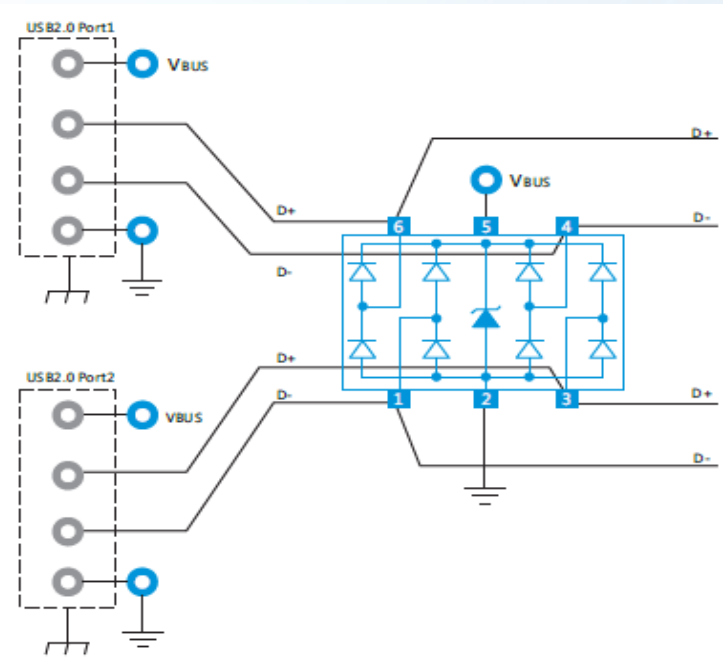 USB2.0 Port1
VBUS
D+
VBUS
D+
6
5
4
D-
D-
D+
USB2.0 Port2
D-
1
2
3
D+
VBUS
D-